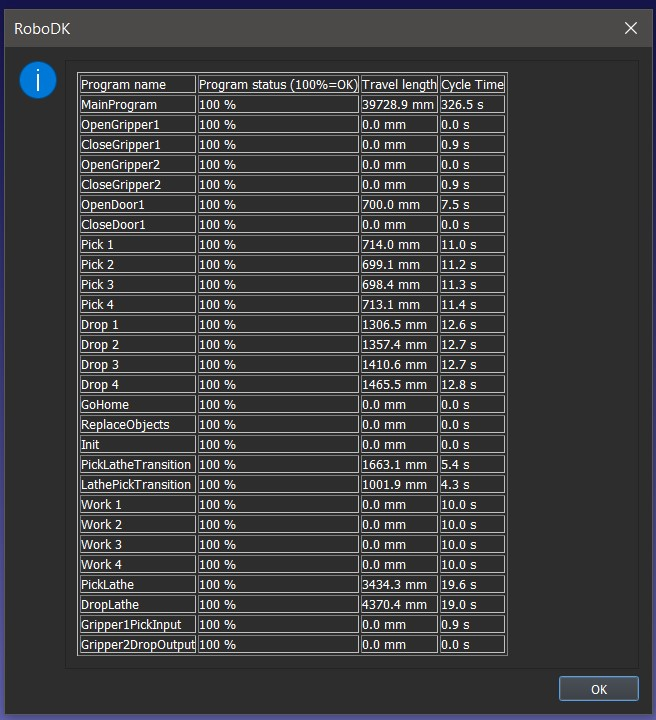 RoboDK
Program name Program status (100%=OK) Travel length Cycle Time
MainProgram 100 % 39728.9 mm 326.5 s
OpenGripper1 100 % 0.0 mm 0.0 s
CloseGripper1 100 % 0.0 mm 0.9 s
OpenGripper2 100 % 0.0 mm 0.0 s
CloseGripper2 100 % 0.0 mm 0.9 s
OpenDoor1 100 % 700.0 mm 7.5 s
CloseDoor1 100 % 0.0 mm 0.0 s
Pick 1 100 % 714.0 mm 11.0 s
Pick 2 100 % 699.1 mm 11.2 s
Pick 3 100 % 698.4 mm 11.3 s
Pick 4 100 % 713.1 mm 11.4 s
Drop 1 100 % 1306.5 mm 12.6 s
Drop 2 100 % 1357.4 mm 12.7 s
Drop 3 100 % 1410.6 mm 12.7 s
Drop 4 100 % 1465.5 mm 12.8 s
GoHome 100 % 0.0 mm 0.0 s
ReplaceObjects 100 % 0.0 mm 0.0 s
Init 100 % 0.0 mm 0.0 s
PickLatheTransition 100 % 1663.1 mm 5.4 s
LathePickTransition 100 % 1001.9 mm 4.3 s
Work 1 100 % 0.0 mm 10.0 s
Work 2 100 % 0.0 mm 10.0 s
Work 3 100 % 0.0 mm 10.0 s
Work 4 100 % 0.0 mm 10.0 s
PickLathe 100 % 3434.3 mm 19.6 s
DropLathe 100 % 4370.4 mm 19.0 s
Gripper1PickInput 100 % 0.0 mm 0.9 s
Gripper2DropOutput 100 % 0.0 mm 0.0 s
OK